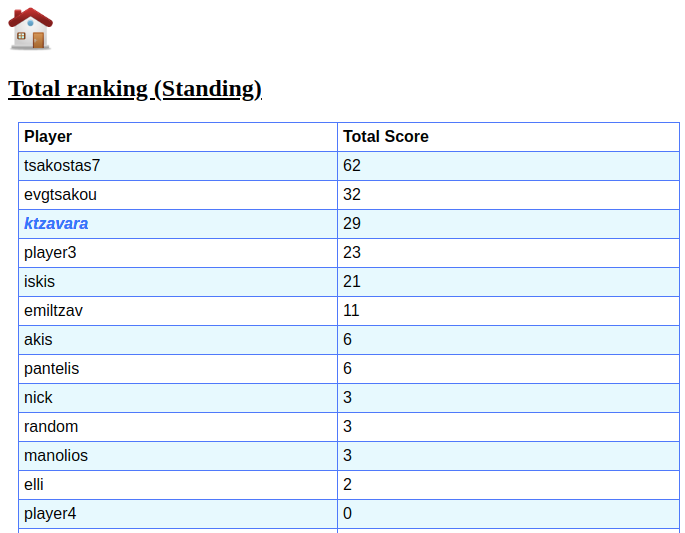 Total ranking (Standing)
Player Total Score
tsakostas7 62
evgtsakou 32
ktzavara 29
player3 23
iskis 21
emiltzav 11
akis 6
pantelis 6
nick 3
random 3
manolios 3
elli 2
player4 0